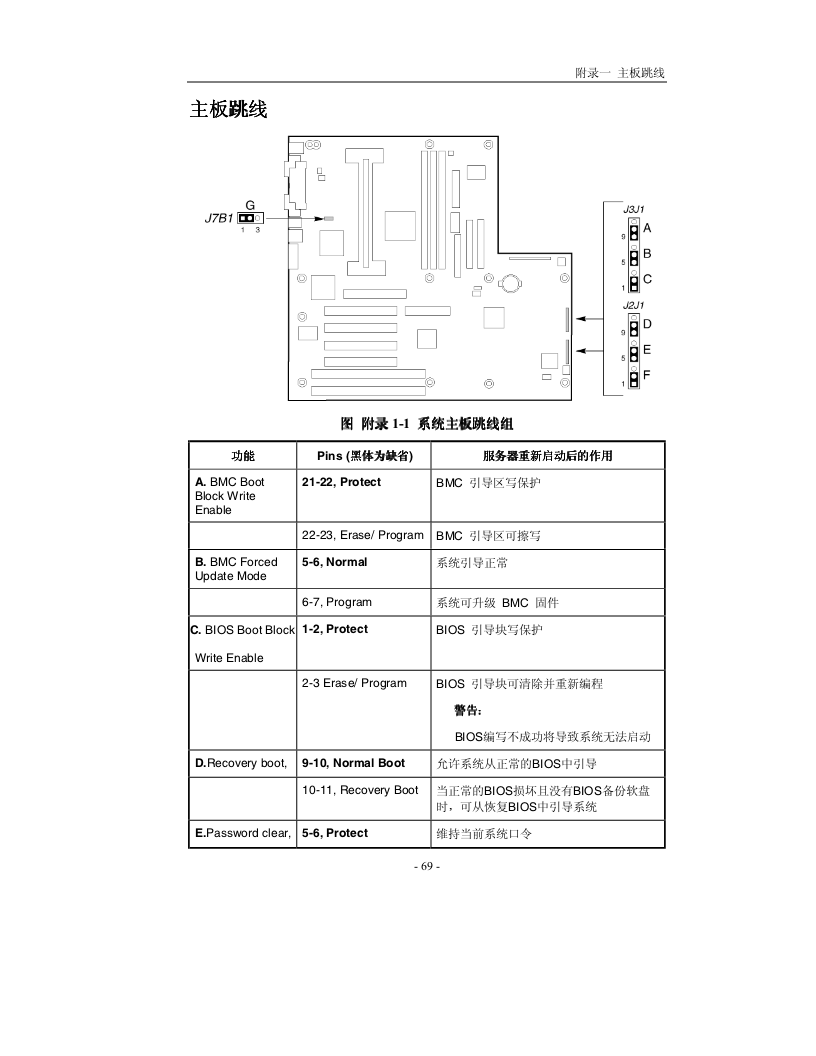 附录一 主板跳线
主板跳线
G
J7B1
1 3
J3J1
A
9
B
5
C
1
J2J1
D
9
E
5
F
1
图 附录 1-1 系统主板跳线组
功能 Pins (黑体为缺省) 服务器重新启动后的作用
A. BMC Boot 21-22, Protect BMC 引导区写保护
Block Write
Enable
22-23, Erase/ Program BMC 引导区可擦写
B. BMC Forced 5-6, Normal 系统引导正常
Update Mode
6-7, Program 系统可升级 BMC 固件
C. BIOS Boot Block 1-2, Protect BIOS 引导块写保护
Write Enable
2-3 Erase/ Program BIOS 引导块可清除并重新编程
警告:
BIOS编写不成功将导致系统无法启动
D.Recovery boot, 9-10, Normal Boot 允许系统从正常的BIOS中引导
10-11, Recovery Boot 当正常的BIOS损坏且没有BIOS备份软盘
时，可从恢复BIOS中引导系统
E.Password clear, 5-6, Protect 维持当前系统口令
- 69 -